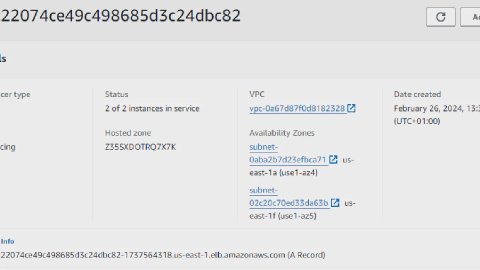 22074ce49c498685d3c24dbc82
ls
cer type
Status
VPC
Date created
2 of 2 instances in service
vpc-0a67d87f0d8182328
February 26, 2024, 13:3
(UTC+01:00)
Hosted zone
Availability Zones
cing
Z35SXDOTRQ7X7K
subnet-
0aba2b7d23efbca71 us-
east-1a (use1-az4)
subnet-
02c20c70ed33da63b us-
east-1f (use1-az5)
Info
22074ce49c498685d3c24dbc82-1737564318.us-east-1.elb.amazonaws.com (A Record)